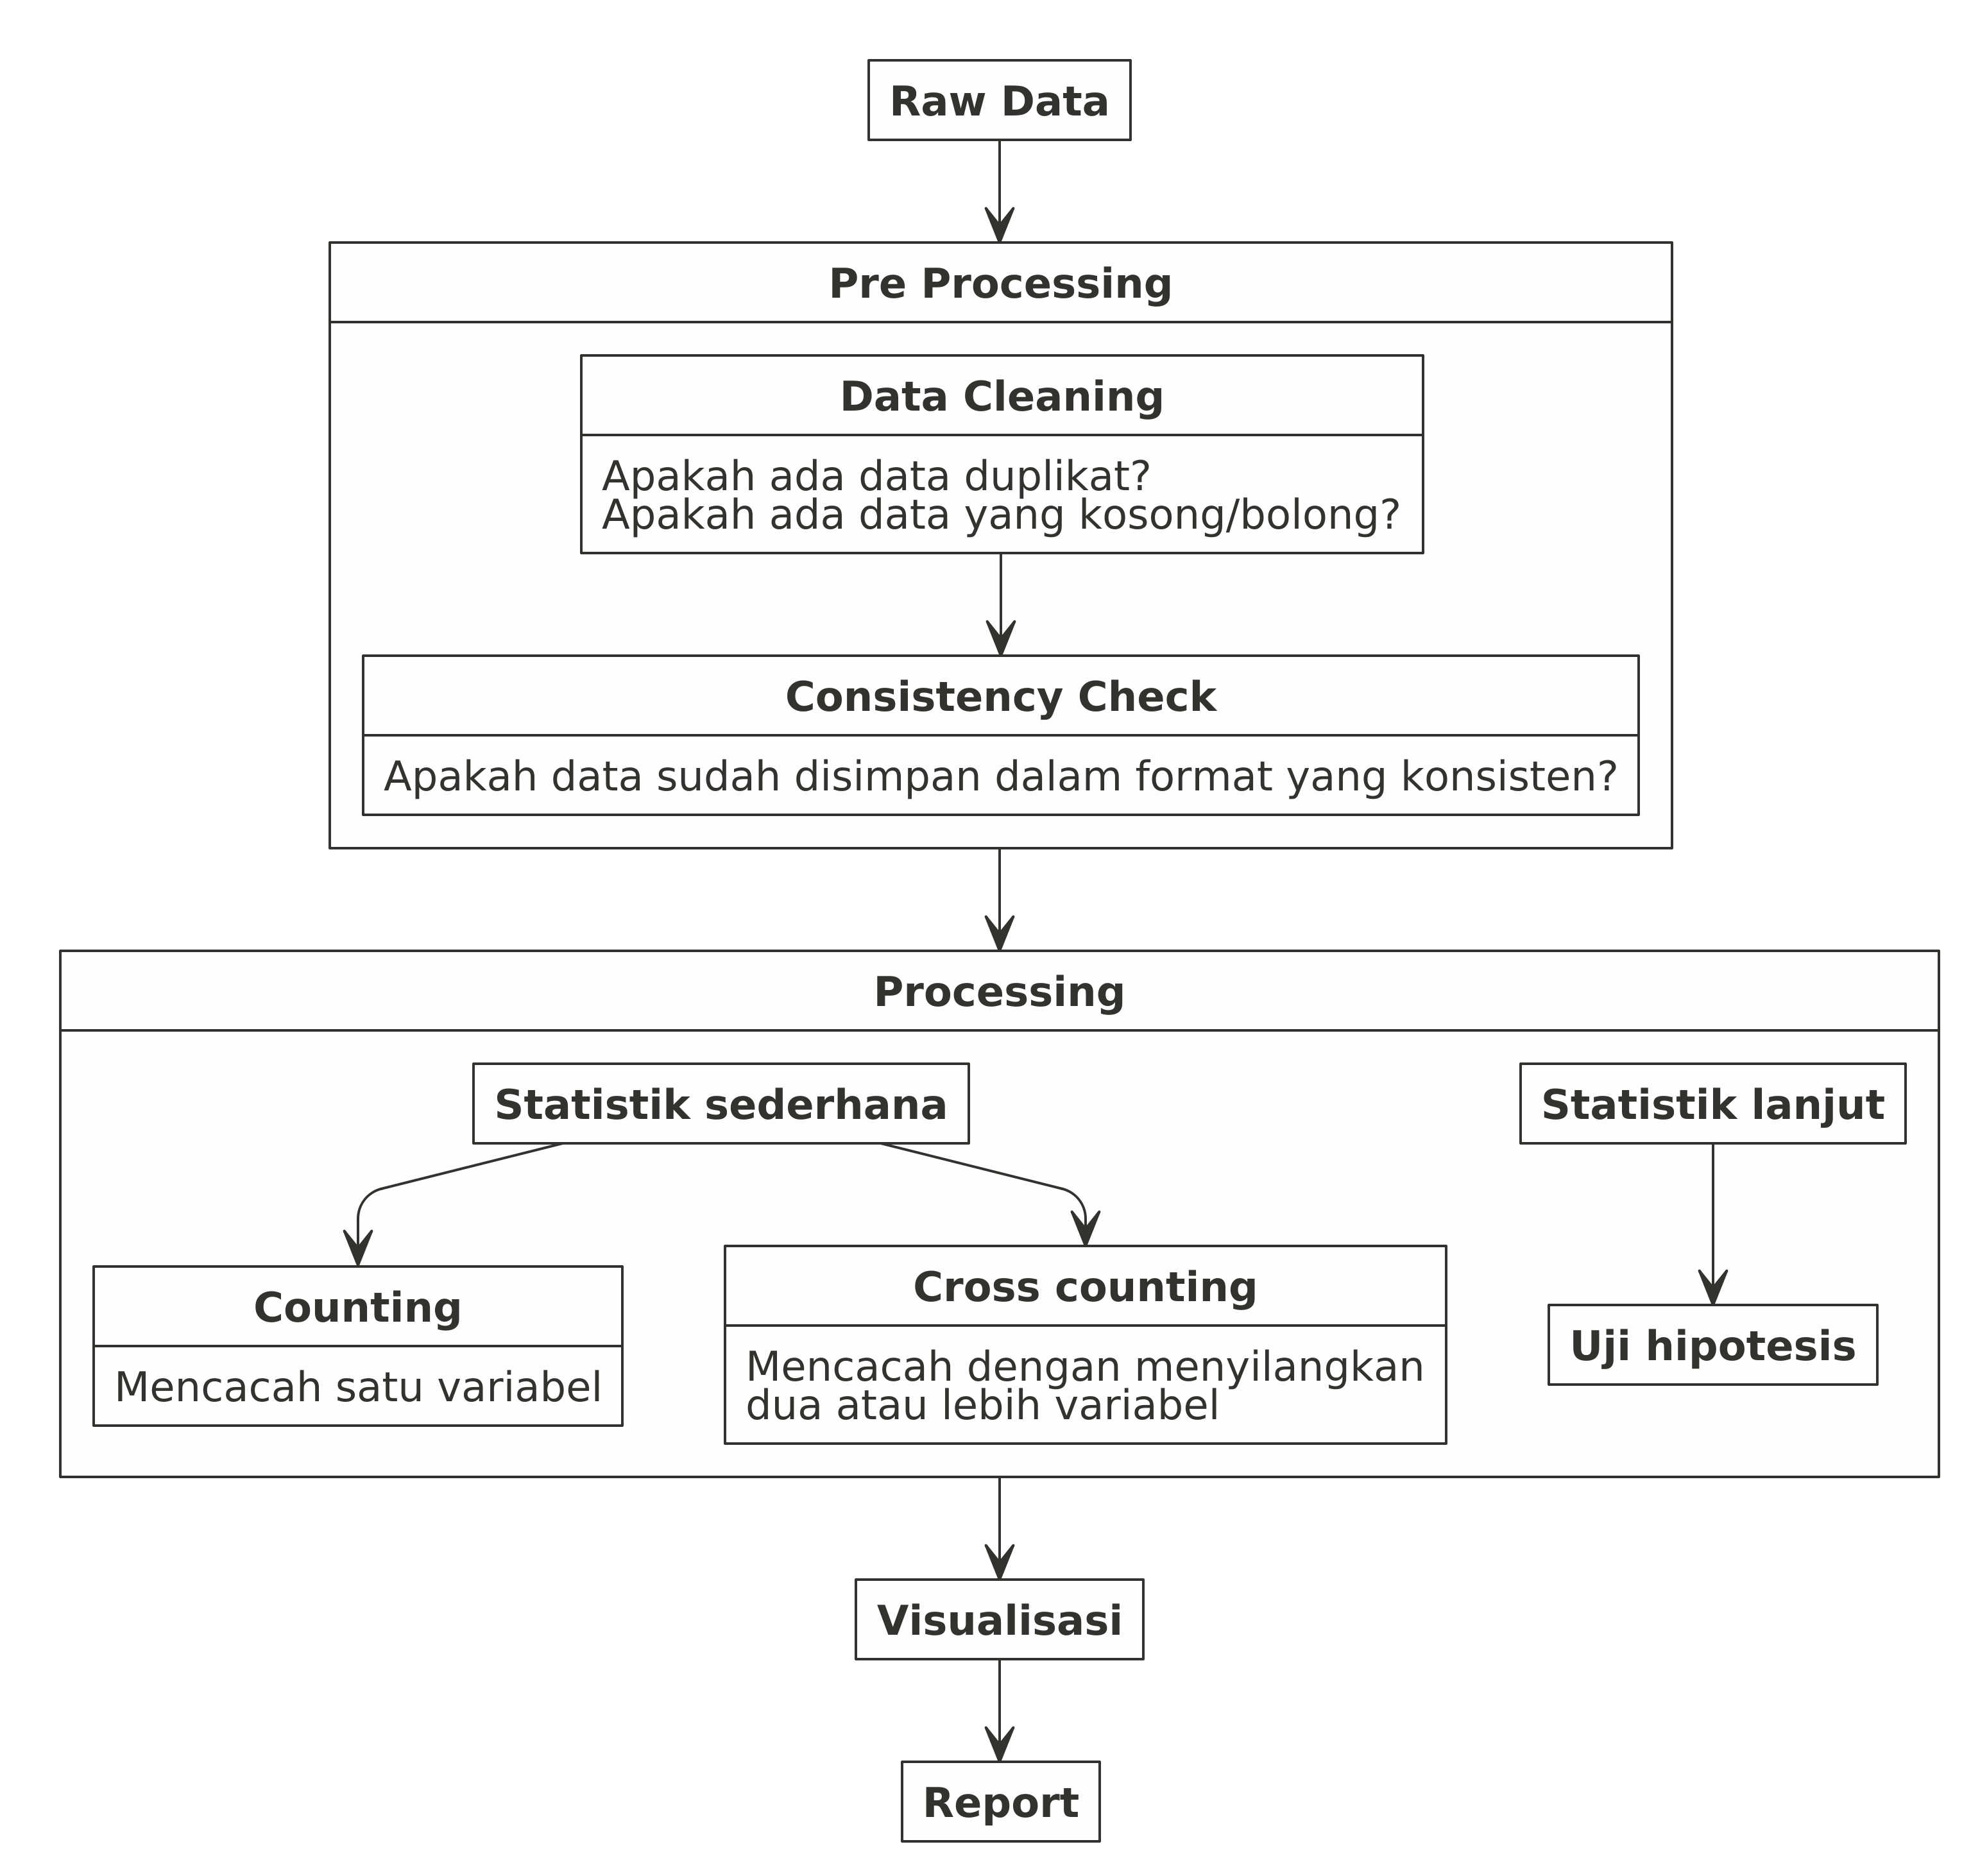 Raw Data
Pre Processing
Data Cleaning
Apakah ada data duplikat?
Apakah ada data yang kosong/bolong?
Consistency Check
Apakah data sudah disimpan dalam format yang konsisten?
Processing
Statistik sederhana
Statistik lanjut
Counting
Mencacah satu variabel
Cross counting
Mencacah dengan menyilangkan
dua atau lebih variabel
Uji hipotesis
Visualisasi
Report